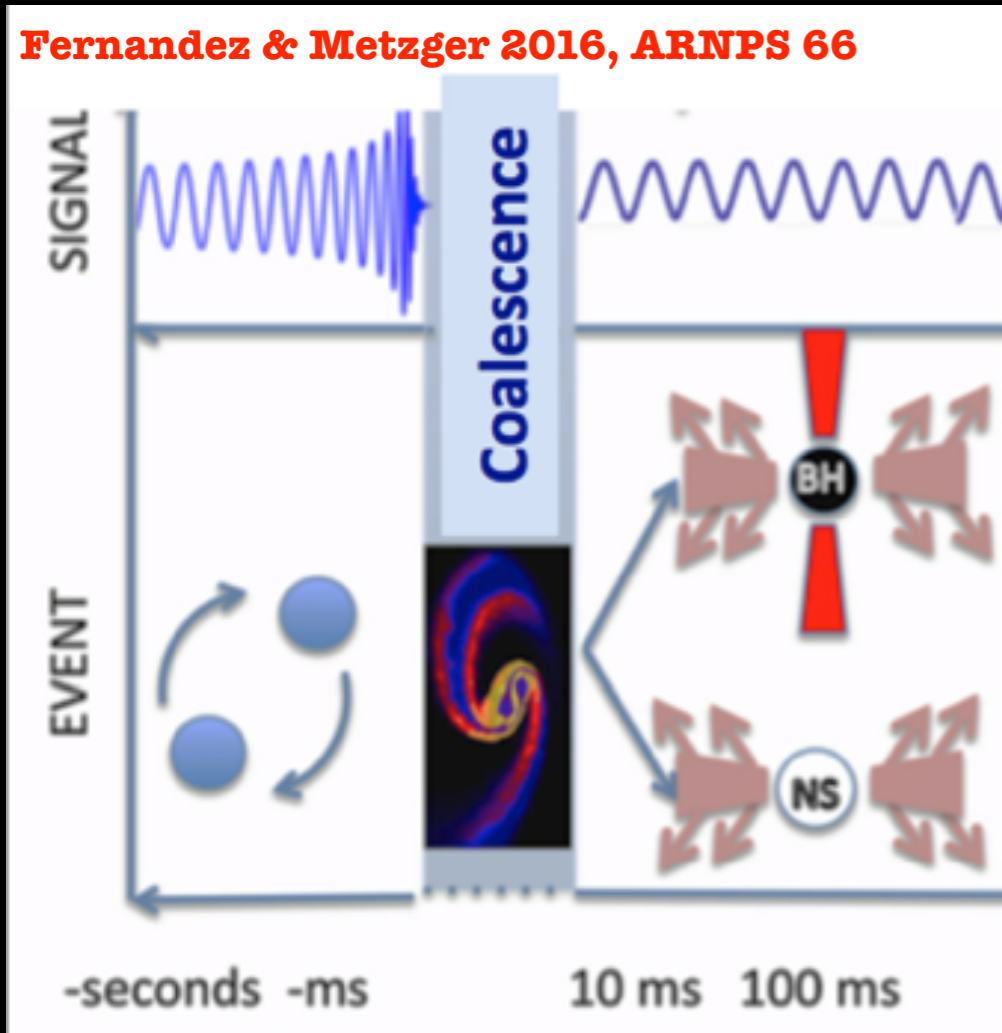 Fernandez & Metzger 2016, ARNPS 66
SIGNAL
Coalescence
BH
EVENT
NS
-seconds -ms 10 ms 100 ms